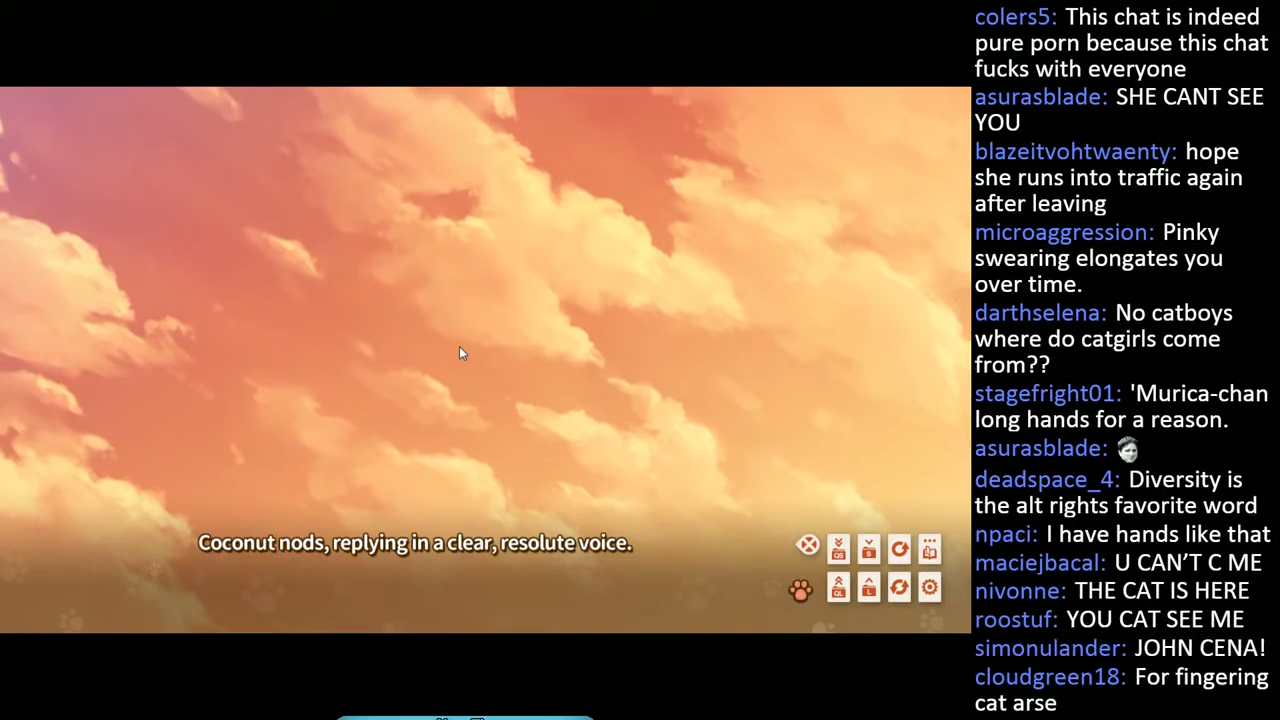 colers5: This chat is indeed
pure porn because this chat
fucks with everyone
asurasblade: SHE CANT SEE
YOU
blazeitvohtwaenty: hope
she runs into traffic again
after leaving
microaggression: Pinky
swearing elongates you
over time.
darthselena: No catboys
where do catgirls come
from??
stagefright01: 'Murica-chan
long hands for a reason.
asurasblade:
deadspace_4: Diversity is
the alt rights favorite word
npaci: I have hands like that
maciejbacal: U CAN’T C ME
nivonne: THE CAT IS HERE
roostuf: YOU CAT SEE ME
simonulander: JOHN CENA!
cloudgreen18: For fingering
cat arse
Coconut nods, replying in a clear, resolute voice.
QS
S
QL
L